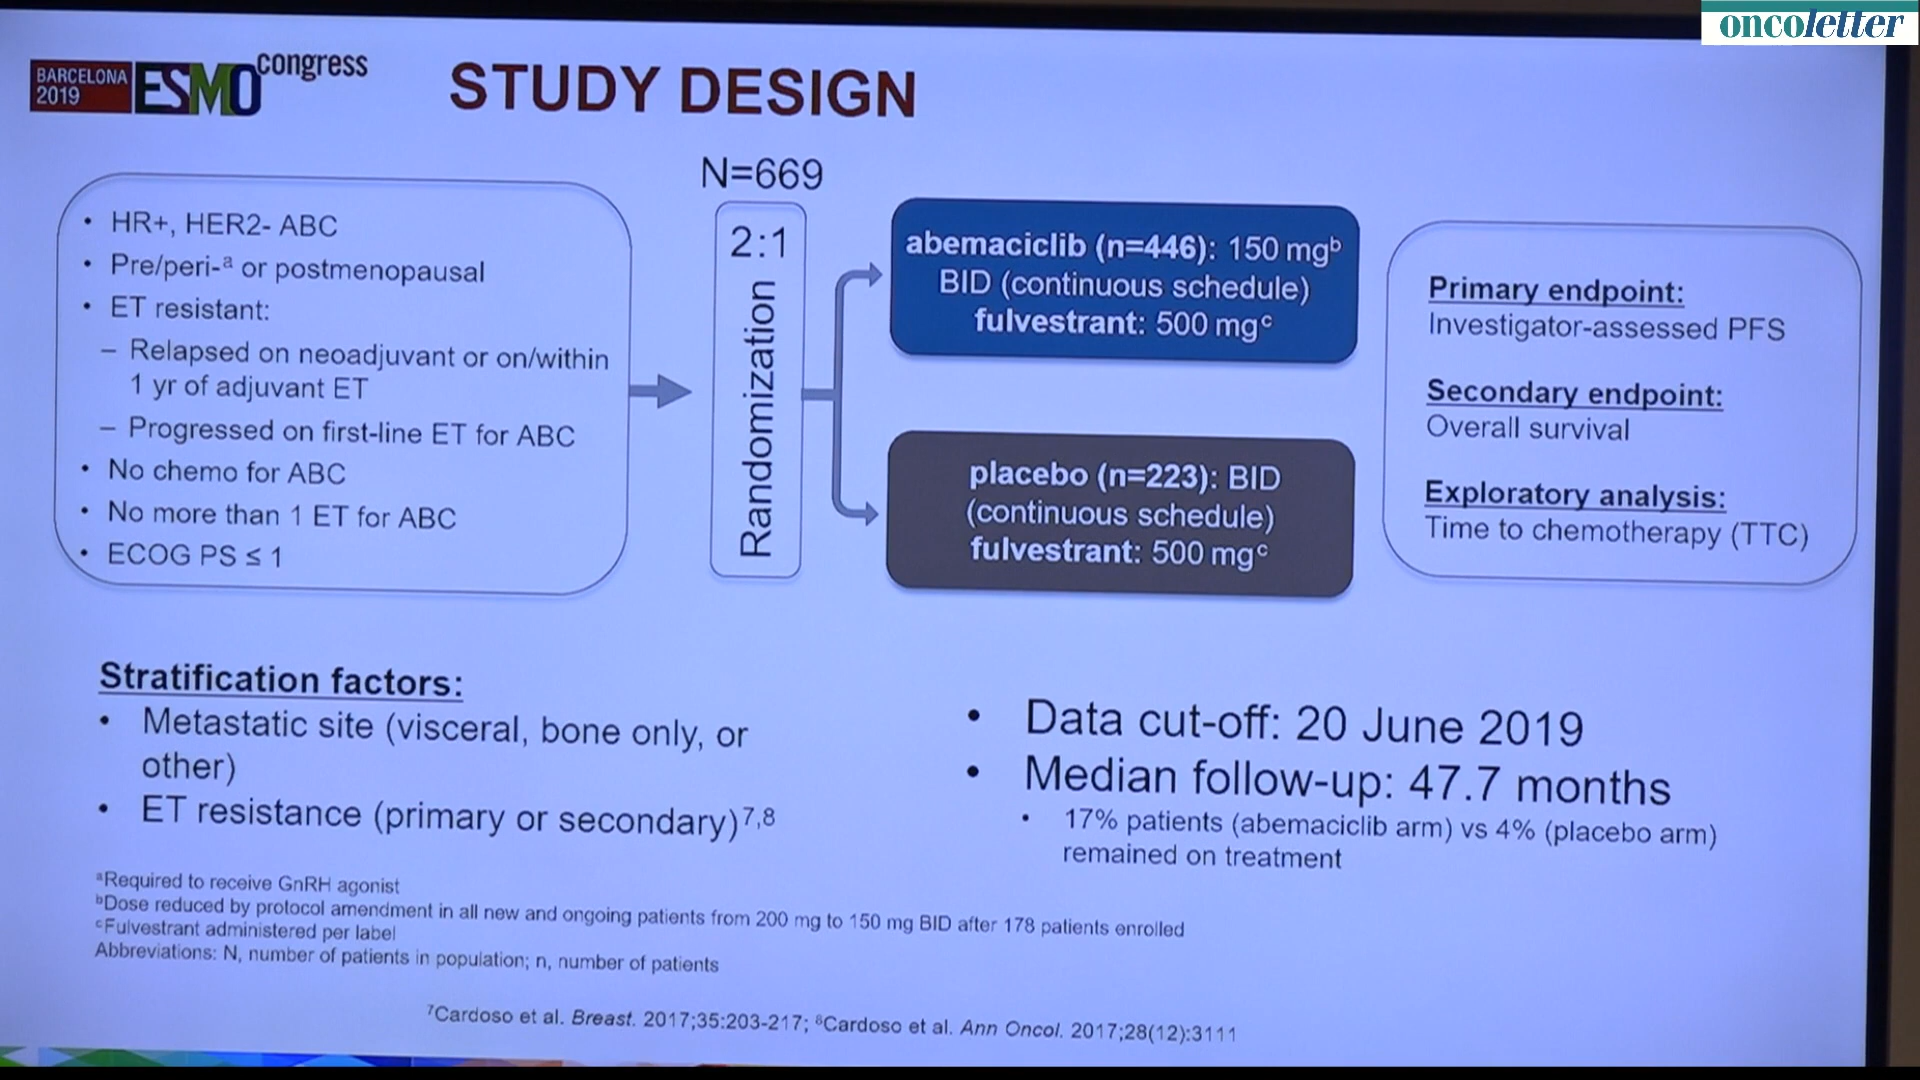 oncoletter
BARCELONA
2019
ESMO congress
STUDY DESIGN
• HR+, HER2- ABC
• Pre/peri-ᵃ or postmenopausal
• ET resistant:
– Relapsed on neoadjuvant or on/within
1 yr of adjuvant ET
– Progressed on first-line ET for ABC
• No chemo for ABC
• No more than 1 ET for ABC
• ECOG PS ≤ 1
N=669
2:1
Randomization
abemaciclib (n=446): 150 mgᵇ
BID (continuous schedule)
fulvestrant: 500 mgᶜ
placebo (n=223): BID
(continuous schedule)
fulvestrant: 500 mgᶜ
Primary endpoint:
Investigator-assessed PFS
Secondary endpoint:
Overall survival
Exploratory analysis:
Time to chemotherapy (TTC)
Stratification factors:
• Metastatic site (visceral, bone only, or
other)
• ET resistance (primary or secondary)⁷,⁸
• Data cut-off: 20 June 2019
• Median follow-up: 47.7 months
• 17% patients (abemaciclib arm) vs 4% (placebo arm)
remained on treatment
ᵃRequired to receive GnRH agonist
ᵇDose reduced by protocol amendment in all new and ongoing patients from 200 mg to 150 mg BID after 178 patients enrolled
ᶜFulvestrant administered per label
Abbreviations: N, number of patients in population; n, number of patients
⁷Cardoso et al. Breast. 2017;35:203-217; ⁸Cardoso et al. Ann Oncol. 2017;28(12):3111